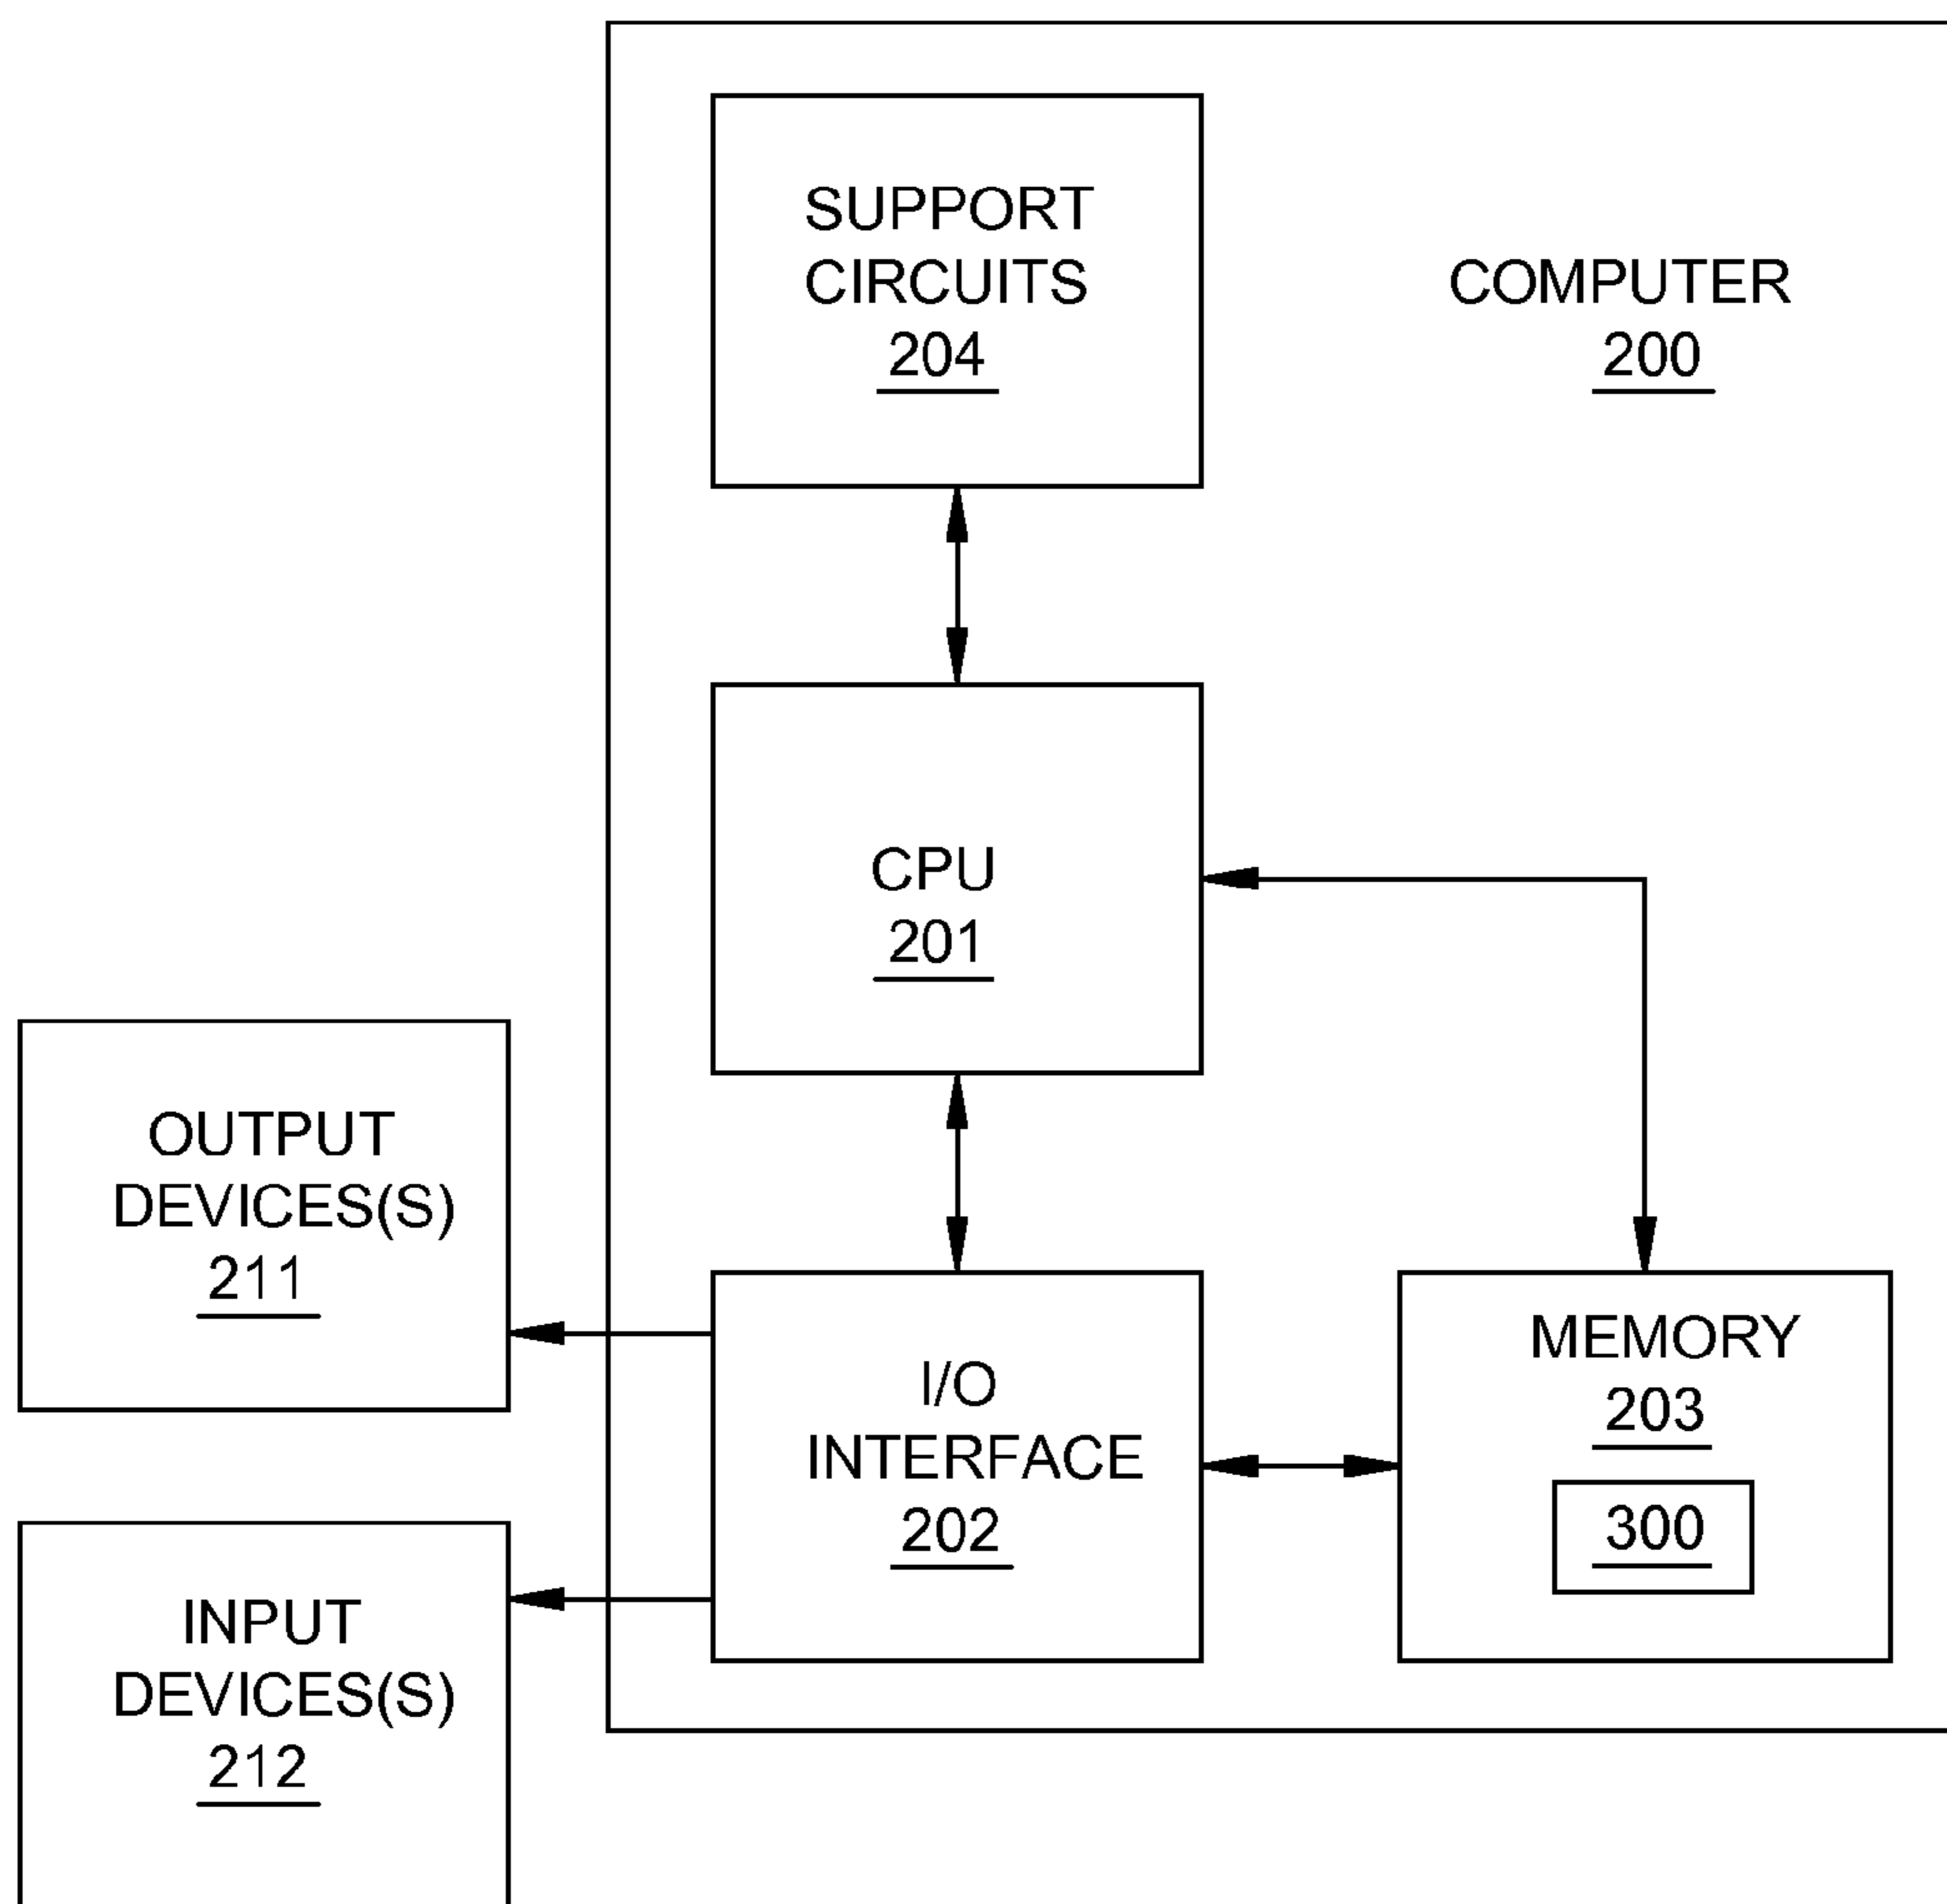 SUPPORT
CIRCUITS
204
COMPUTER
200
CPU
201
OUTPUT
DEVICES(S)
211
I/O
INTERFACE
202
MEMORY
203
300
INPUT
DEVICES(S)
212